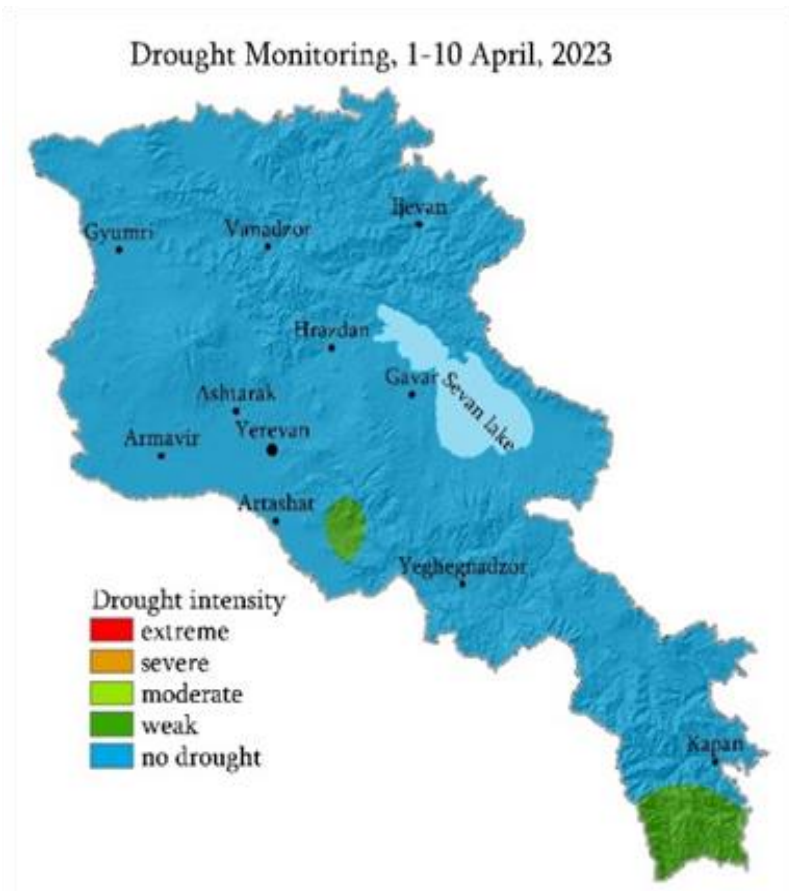 Drought Monitoring, 1-10 April, 2023
Ijevan
Gyumri
Vanadzor
Hrazdan
Gavar
Sevan lake
Ashtarak
Yerevan
Armavir
Artashat
Yeghegnadzor
Drought intensity
extreme
severe
moderate
weak
no drought
Kapan